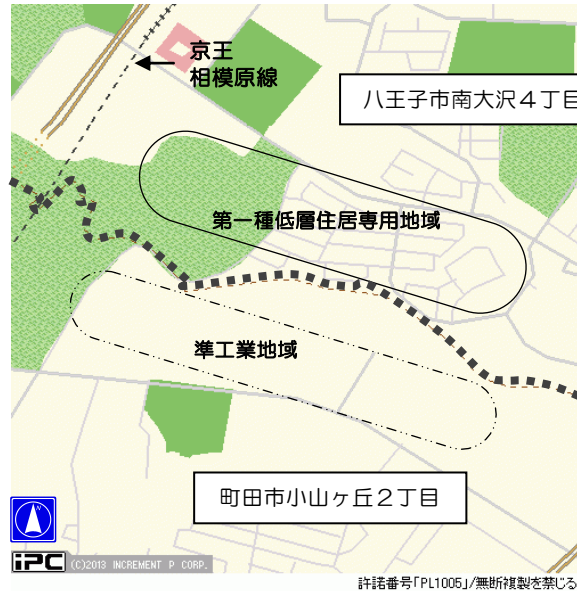 京王
相模原線
八王子市南大沢4丁目
第一種低層住居専用地域
準工業地域
町田市小山ヶ丘2丁目
N
iPC (C)2013 INCREMENT P CORP.
許諾番号「PL1005」/無断複製を禁じる